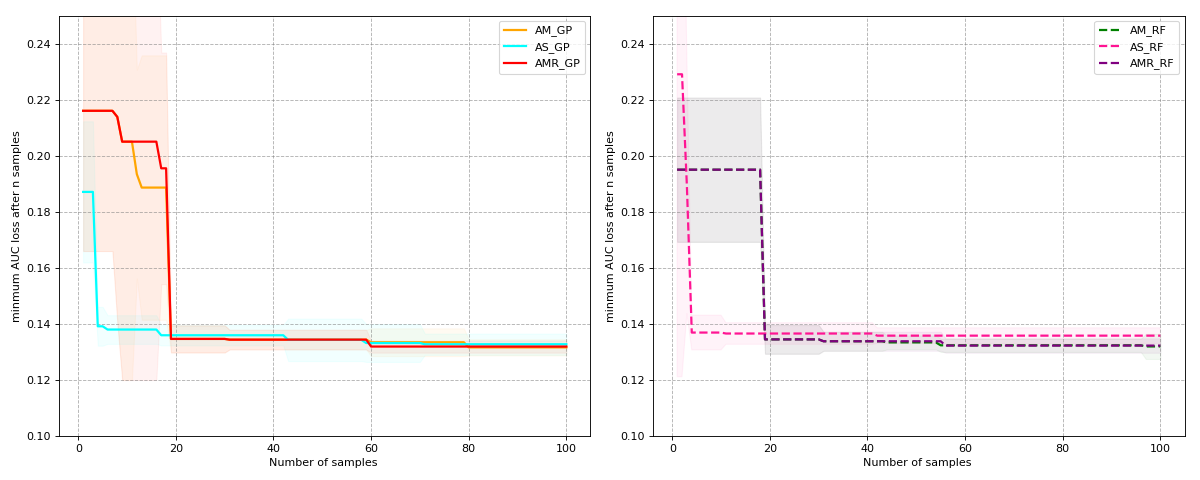 0.24
0.22
0.20
0.18
0.16
0.14
0.12
0.10
minmum AUC loss after n samples
0 20 40 60 80 100
Number of samples
AM_GP
AS_GP
AMR_GP
0.24
0.22
0.20
0.18
0.16
0.14
0.12
0.10
minmum AUC loss after n samples
0 20 40 60 80 100
Number of samples
AM_RF
AS_RF
AMR_RF